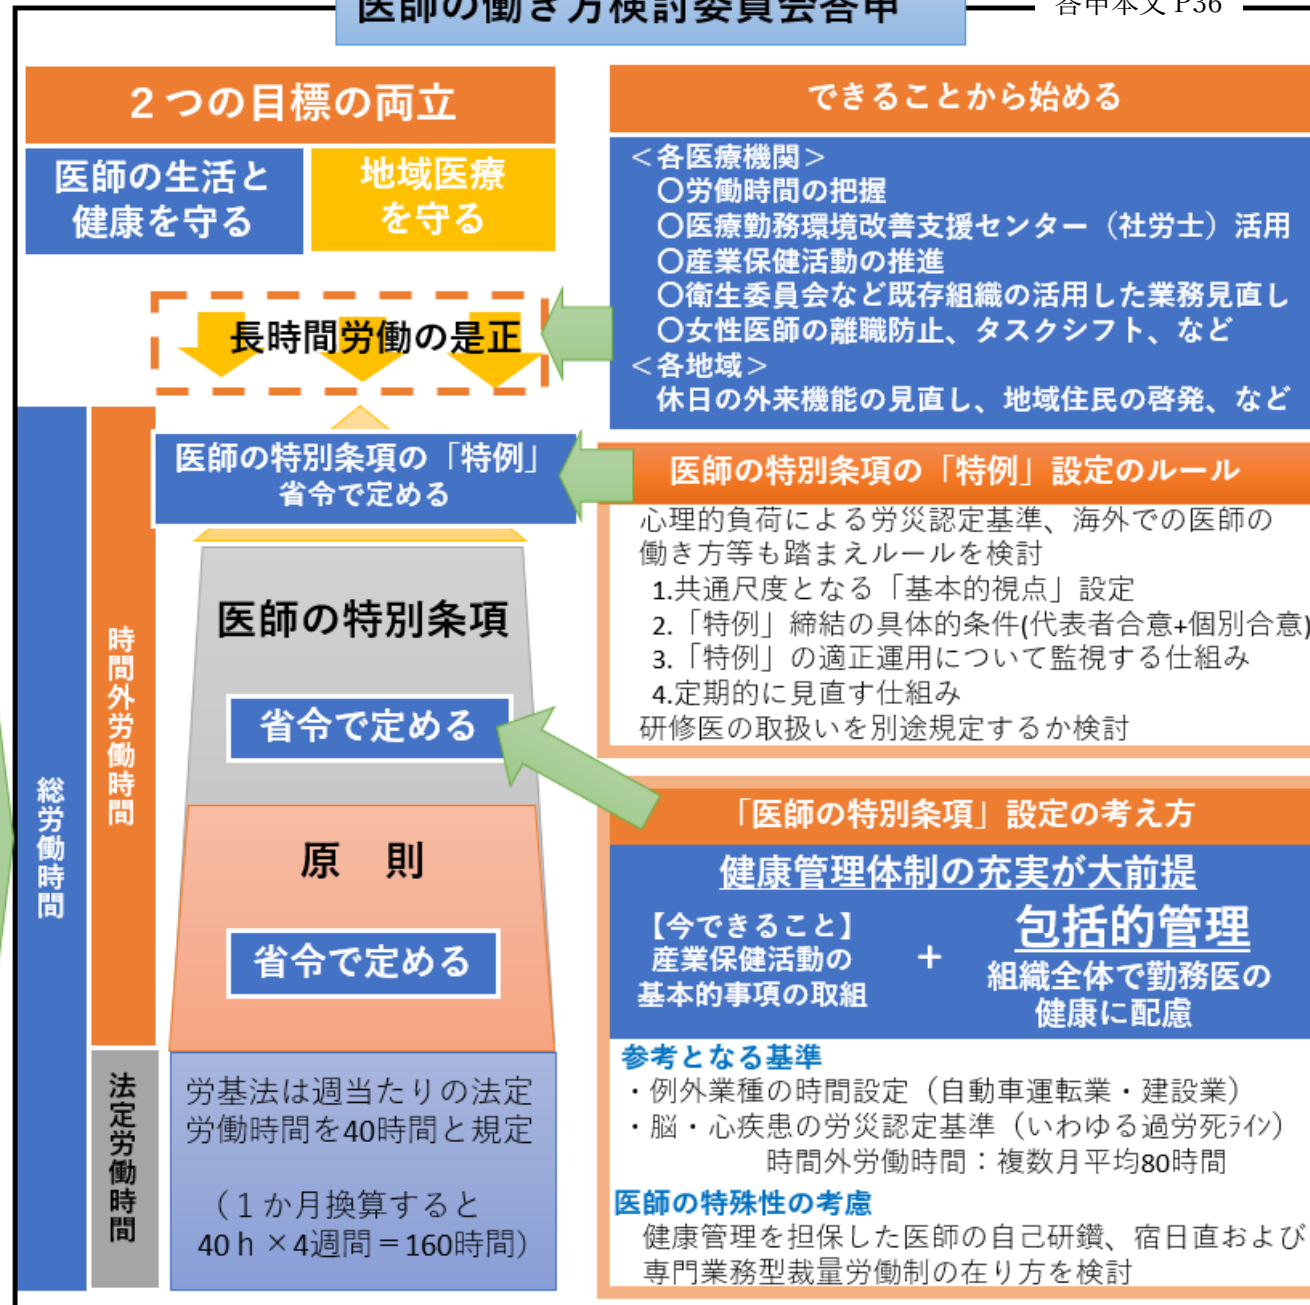 医師の働き方検討委員会答申
答申本文 P36
2つの目標の両立
医師の生活と
健康を守る
地域医療
を守る
長時間労働の是正
医師の特別条項の「特例」
省令で定める
医師の特別条項
省令で定める
原 則
省令で定める
総労働時間
時間外労働時間
法定労働時間
労基法は週当たりの法定
労働時間を40時間と規定
（１か月換算すると
40ｈ×4週間＝160時間）
できることから始める
＜各医療機関＞
〇労働時間の把握
〇医療勤務環境改善支援センター（社労士）活用
〇産業保健活動の推進
〇衛生委員会など既存組織の活用した業務見直し
〇女性医師の離職防止、タスクシフト、など
＜各地域＞
休日の外来機能の見直し、地域住民の啓発、など
医師の特別条項の「特例」設定のルール
心理的負荷による労災認定基準、海外での医師の
働き方等も踏まえルールを検討
1.共通尺度となる「基本的視点」設定
2.「特例」締結の具体的条件(代表者合意+個別合意)
3.「特例」の適正運用について監視する仕組み
4.定期的に見直す仕組み
研修医の取扱いを別途規定するか検討
「医師の特別条項」設定の考え方
健康管理体制の充実が大前提
【今できること】
産業保健活動の
基本的事項の取組
＋
包括的管理
組織全体で勤務医の
健康に配慮
参考となる基準
・例外業種の時間設定（自動車運転業・建設業）
・脳・心疾患の労災認定基準（いわゆる過労死ﾗｲﾝ）
時間外労働時間：複数月平均80時間
医師の特殊性の考慮
健康管理を担保した医師の自己研鑽、宿日直および
専門業務型裁量労働制の在り方を検討